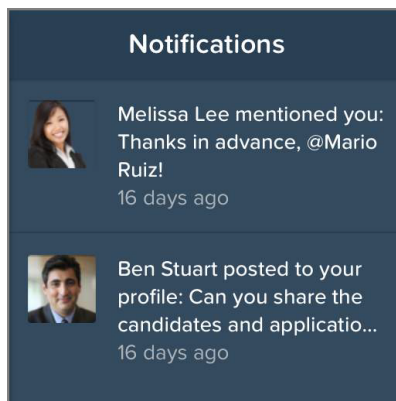 Notifications
Melissa Lee mentioned you:
Thanks in advance, @Mario
Ruiz!
16 days ago
Ben Stuart posted to your
profile: Can you share the
candidates and applicatio...
16 days ago